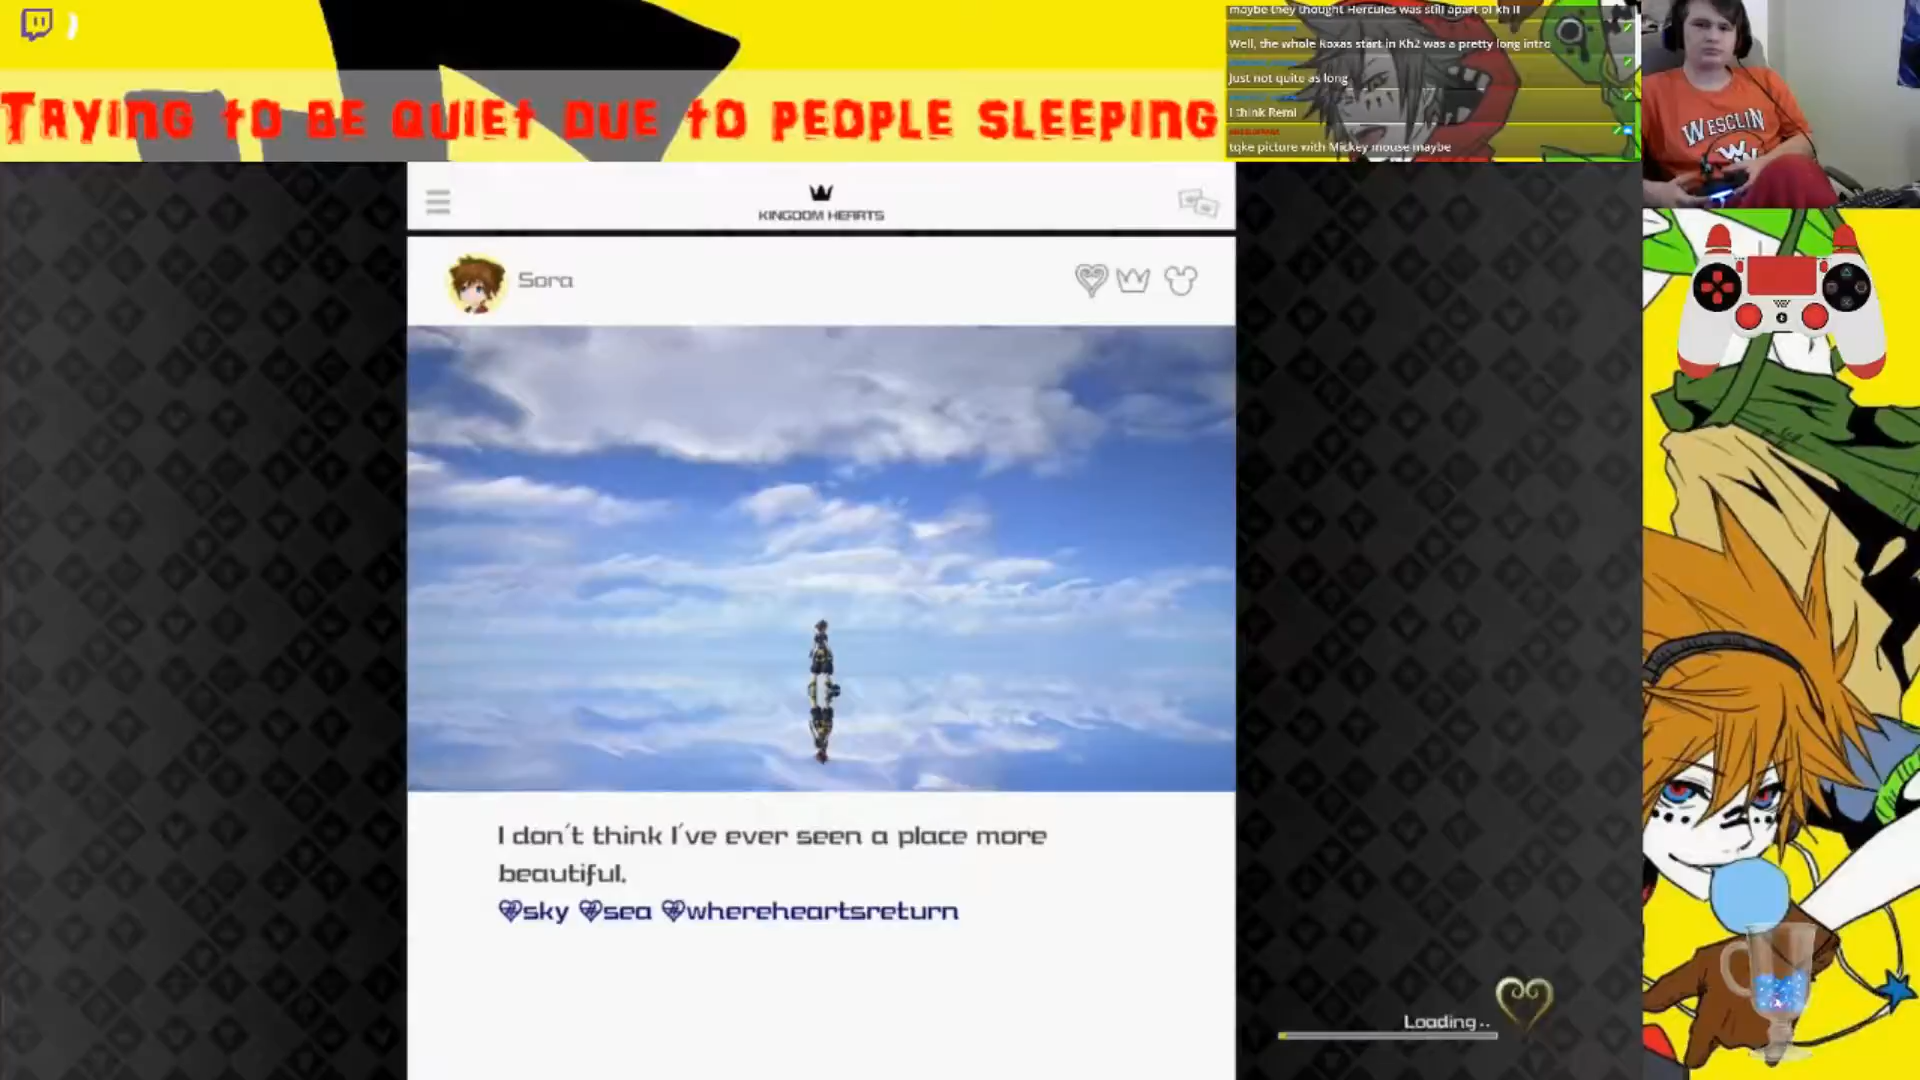 maybe they thought Hercules was still apart of kh II
Well, the whole Roxas start in Kh2 was a pretty long intro
Just not quite as long
I think Remi
tqke picture with Mickey mouse maybe
Trying to be quiet due to people sleeping
WESCLIN
KINGDOM HEARTS
Sora
I don't think I've ever seen a place more
beautiful.
sky sea whereheartsreturn
Loading..